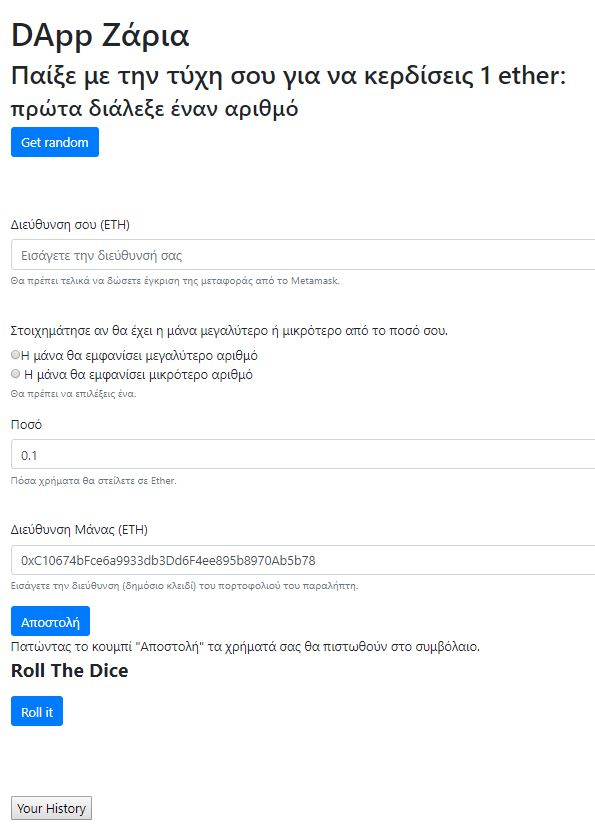 DApp Ζάρια
Παίξε με την τύχη σου για να κερδίσεις 1 ether:
πρώτα διάλεξε έναν αριθμό
Get random
Διεύθυνση σου (ETH)
Εισάγετε την διεύθυνσή σας
Θα πρέπει τελικά να δώσετε έγκριση της μεταφοράς από το Metamask.
Στοιχημάτησε αν θα έχει η μάνα μεγαλύτερο ή μικρότερο από το ποσό σου.
Η μάνα θα εμφανίσει μεγαλύτερο αριθμό
Η μάνα θα εμφανίσει μικρότερο αριθμό
Θα πρέπει να επιλέξεις ένα.
Ποσό
0.1
Πόσα χρήματα θα στείλετε σε Ether.
Διεύθυνση Μάνας (ETH)
0xC10674bFce6a9933db3Dd6F4ee895b8970Ab5b78
Εισάγετε την διεύθυνση (δημόσιο κλειδί) του πορτοφολιού του παραλήπτη.
Αποστολή
Πατώντας το κουμπί "Αποστολή" τα χρήματά σας θα πιστωθούν στο συμβόλαιο.
Roll The Dice
Roll it
Your History